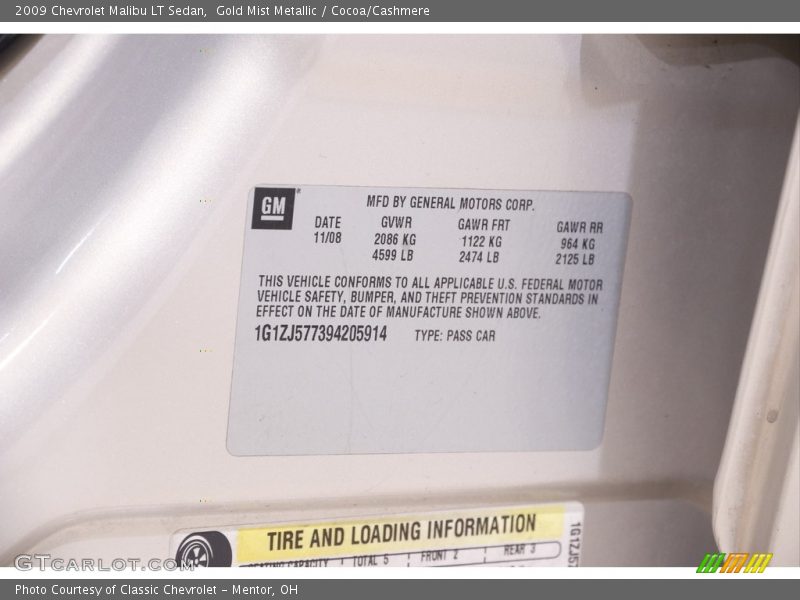 2009 Chevrolet Malibu LT Sedan, Gold Mist Metallic / Cocoa/Cashmere
GM*
MFD BY GENERAL MOTORS CORP.
DATE GVWR GAWR FRT GAWR RR
11/08 2086 KG 1122 KG 964 KG
4599 LB 2474 LB 2125 LB
THIS VEHICLE CONFORMS TO ALL APPLICABLE U.S. FEDERAL MOTOR
VEHICLE SAFETY, BUMPER, AND THEFT PREVENTION STANDARDS IN
EFFECT ON THE DATE OF MANUFACTURE SHOWN ABOVE.
1G1ZJ577394205914 TYPE: PASS CAR
TIRE AND LOADING INFORMATION
SEATING CAPACITY TOTAL 5 FRONT 2 REAR 3
1G1ZJ5
GTCARLOT.COM
Photo Courtesy of Classic Chevrolet - Mentor, OH